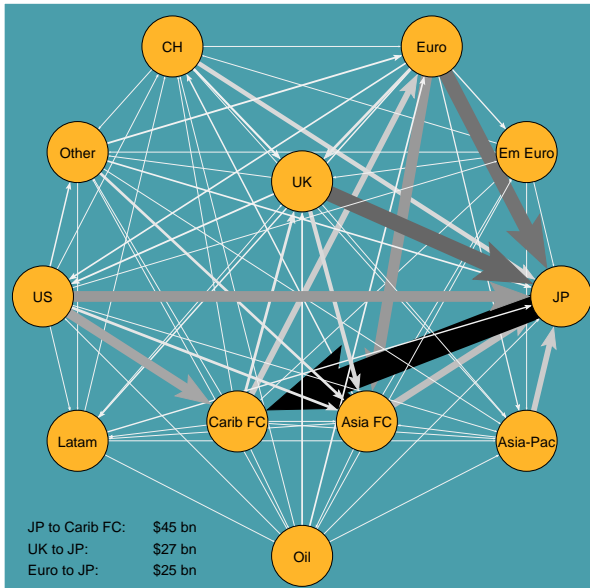 CH
Euro
Other
Em Euro
UK
US
JP
Carib FC
Asia FC
Latam
Asia-Pac
Oil
JP to Carib FC: $45 bn
UK to JP: $27 bn
Euro to JP: $25 bn